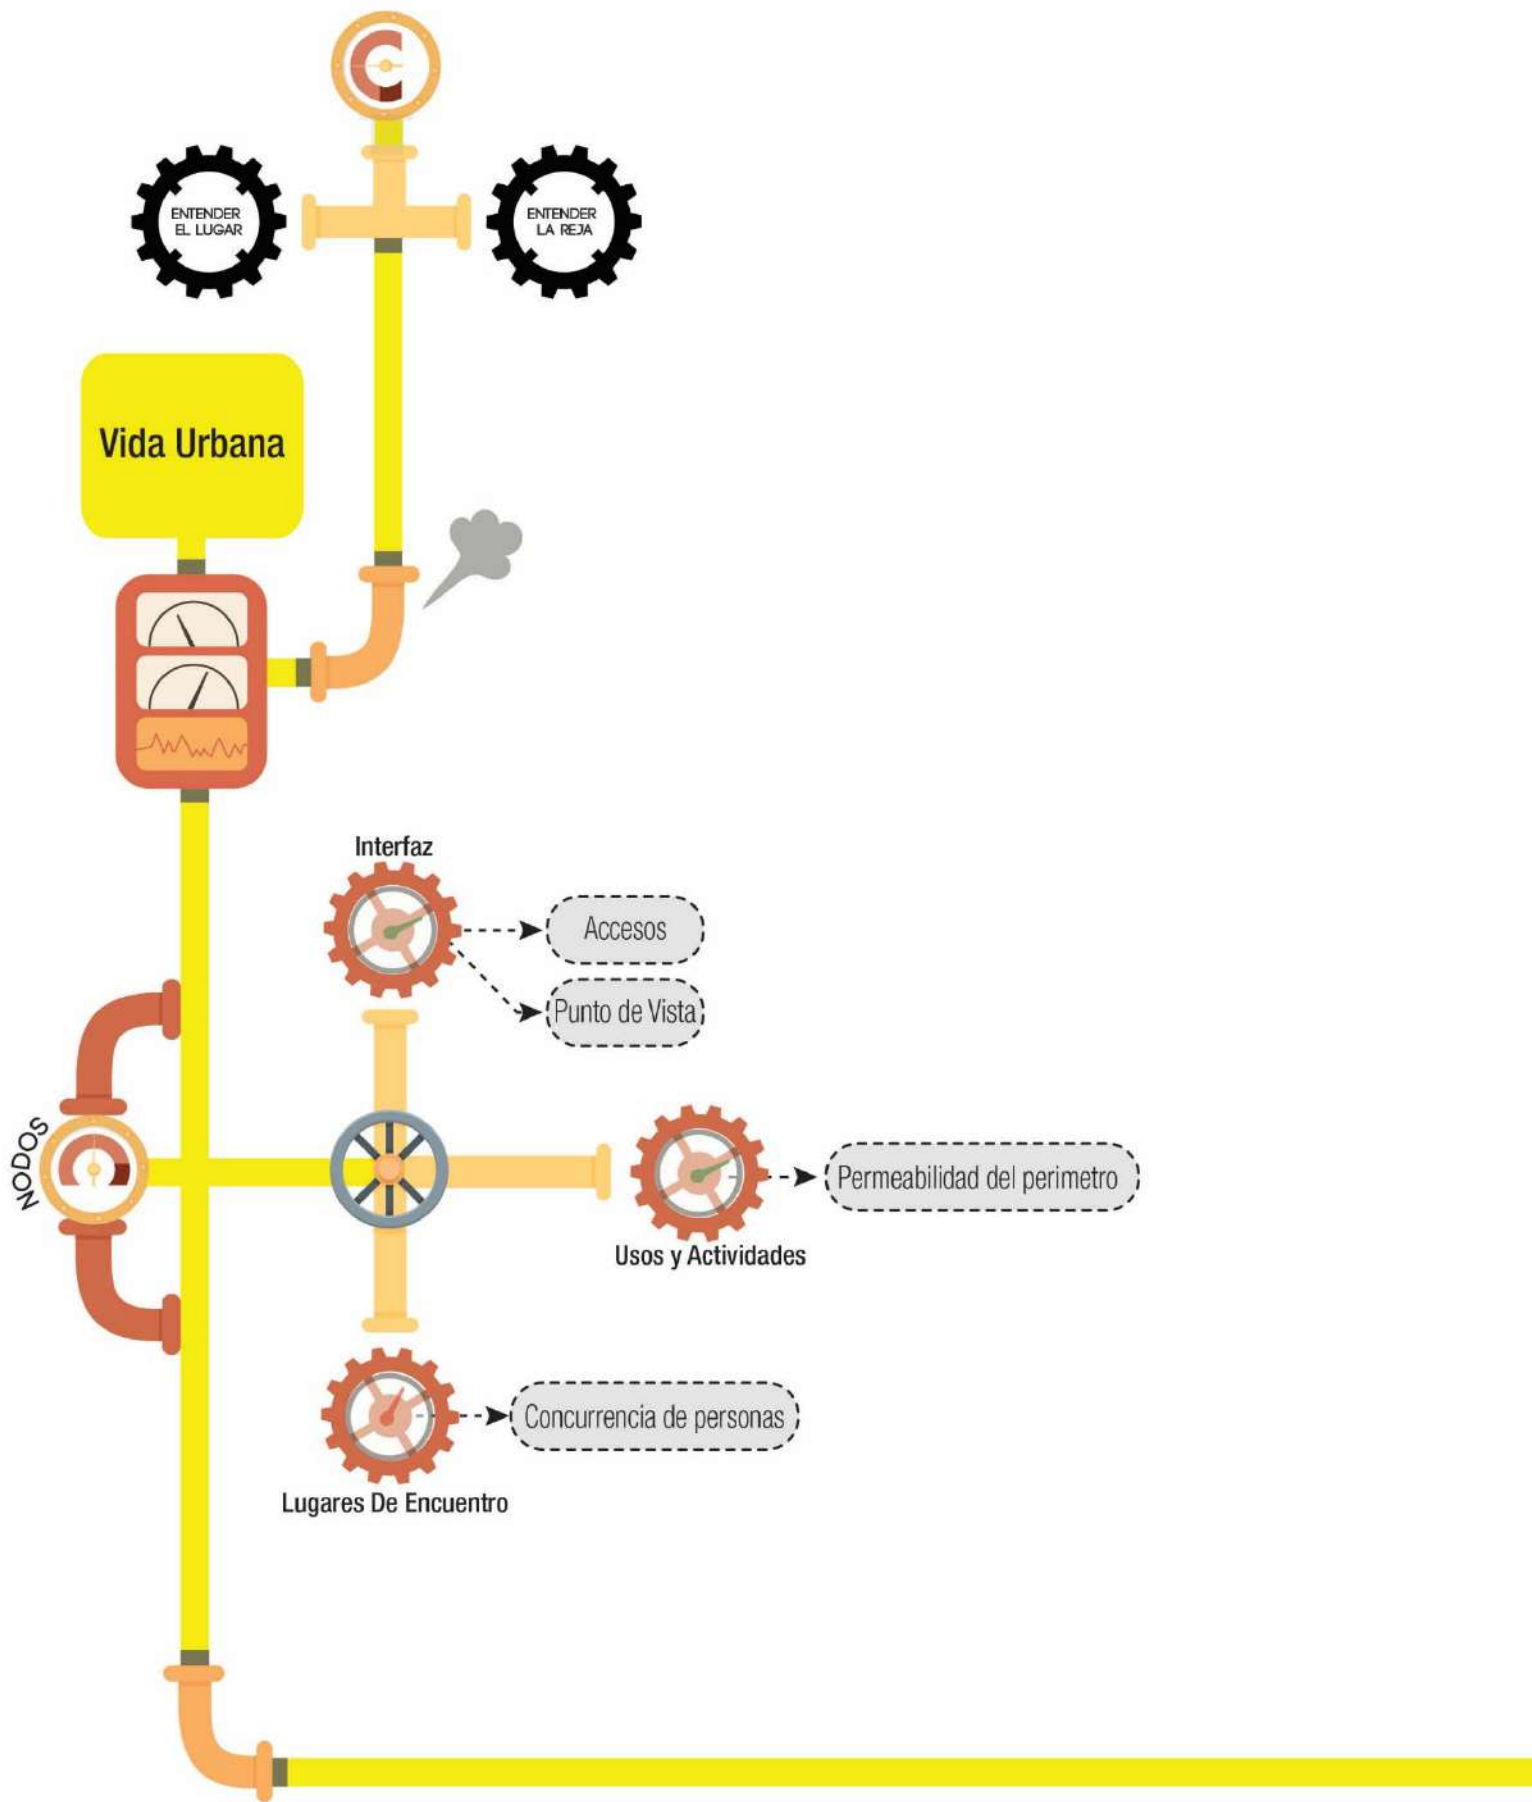 ENTENDER
EL LUGAR
ENTENDER
LA REJA
Vida Urbana
Interfaz
Accesos
Punto de Vista
NODOS
Permeabilidad del perimetro
Usos y Actividades
Concurrencia de personas
Lugares De Encuentro